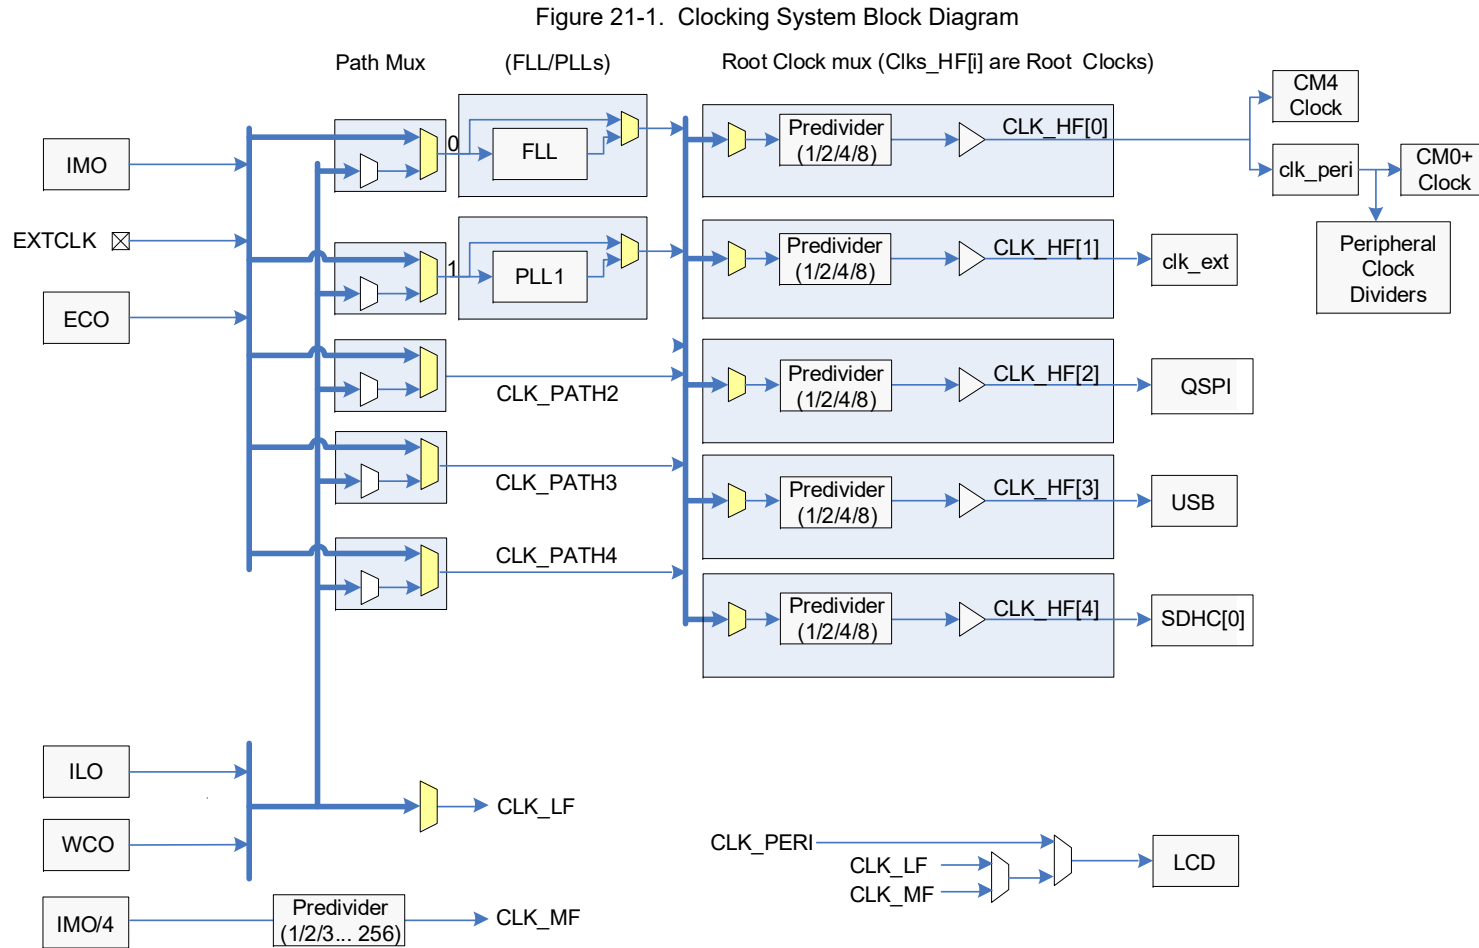 Figure 21-1. Clocking System Block Diagram
Path Mux
(FLL/PLLs)
Root Clock mux (Clks_HF[i] are Root Clocks)
IMO
EXTCLK
ECO
0
FLL
1
PLL1
CLK_PATH2
CLK_PATH3
CLK_PATH4
Predivider
(1/2/4/8)
CLK_HF[0]
CM4
Clock
clk_peri
CM0+
Clock
Peripheral
Clock
Dividers
Predivider
(1/2/4/8)
CLK_HF[1]
clk_ext
Predivider
(1/2/4/8)
CLK_HF[2]
QSPI
Predivider
(1/2/4/8)
CLK_HF[3]
USB
Predivider
(1/2/4/8)
CLK_HF[4]
SDHC[0]
ILO
WCO
CLK_LF
IMO/4
Predivider
(1/2/3... 256)
CLK_MF
CLK_PERI
CLK_LF
CLK_MF
LCD